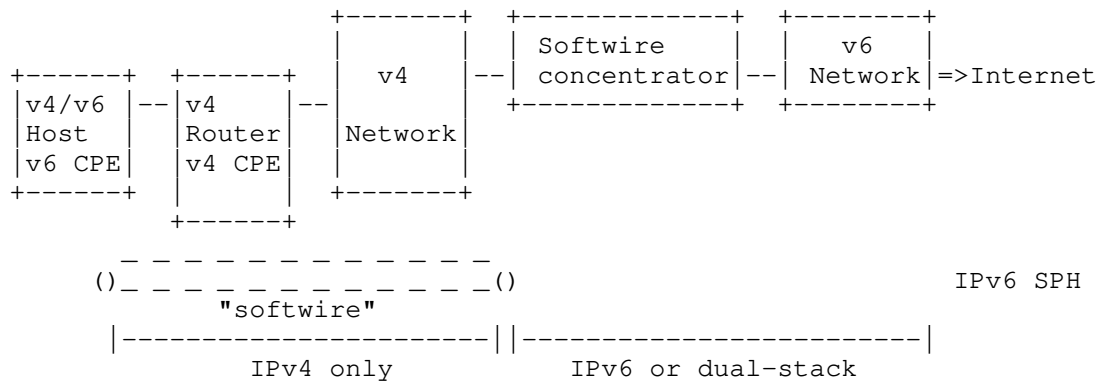 +-------+  +-------------+  +--------+
                           |       |  | Softwire    |  |   v6   |
+------+  +------+  |  v4   |--| concentrator|--| Network|=>Internet
|v4/v6 |--|v4    |--|       |  +-------------+  +--------+
|Host  |  |Router|  |Network|
|v6 CPE|  |v4 CPE|  |       |
+------+  |      |  +-------+
          +------+
       _ _ _ _ _ _ _ _ _ _ _ _
     ()_ _ _ _ _ _ _ _ _ _ _ _()                      IPv6 SPH
             "softwire"
      |-----------------------||-------------------------|
              IPv4 only           IPv6 or dual-stack